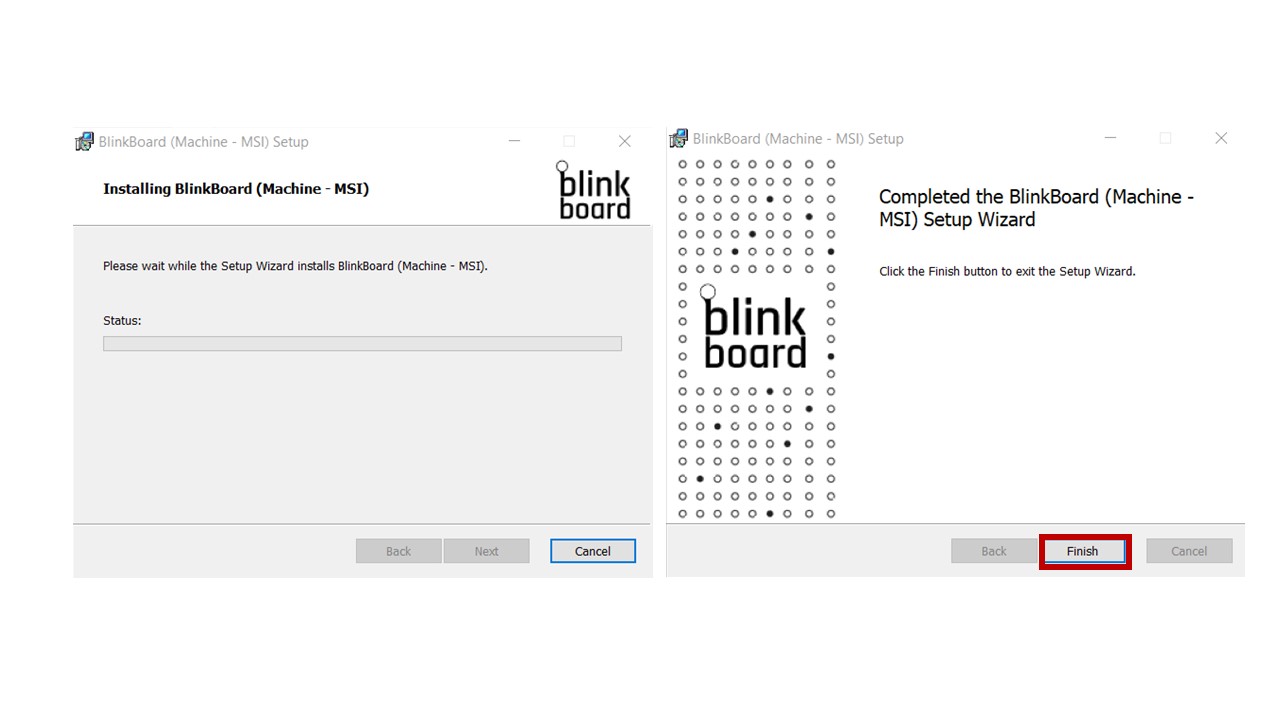 BlinkBoard (Machine - MSI) Setup
Installing BlinkBoard (Machine - MSI)
blink
board
Please wait while the Setup Wizard installs BlinkBoard (Machine - MSI).
Status:
Back
Next
Cancel
BlinkBoard (Machine - MSI) Setup
blink
board
Completed the BlinkBoard (Machine -
MSI) Setup Wizard
Click the Finish button to exit the Setup Wizard.
Back
Finish
Cancel